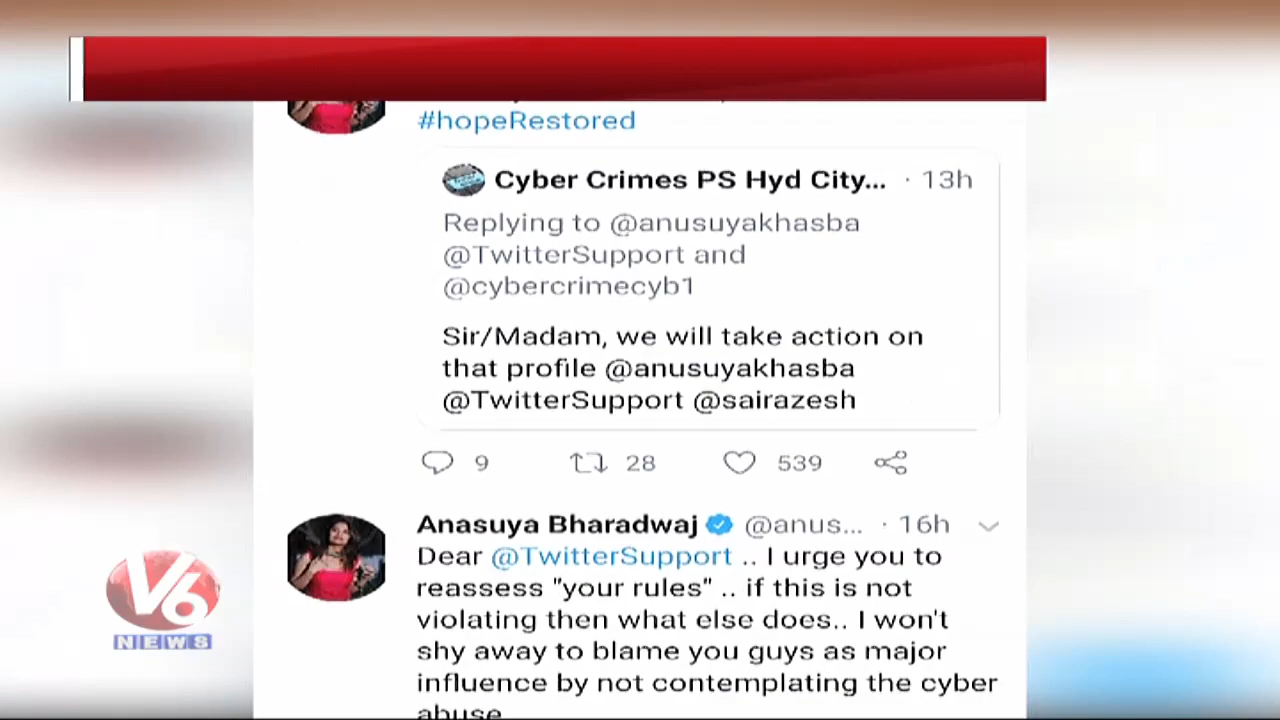 #hopeRestored
Cyber Crimes PS Hyd City... · 13h
Replying to @anusuyakhasba
@TwitterSupport and
@cybercrimecyb1
Sir/Madam, we will take action on
that profile @anusuyakhasba
@TwitterSupport @sairazesh
9 28 539
Anasuya Bharadwaj @anus... · 16h
Dear @TwitterSupport .. I urge you to
reassess "your rules" .. if this is not
violating then what else does.. I won't
shy away to blame you guys as major
influence by not contemplating the cyber
abuse
V6
NEWS